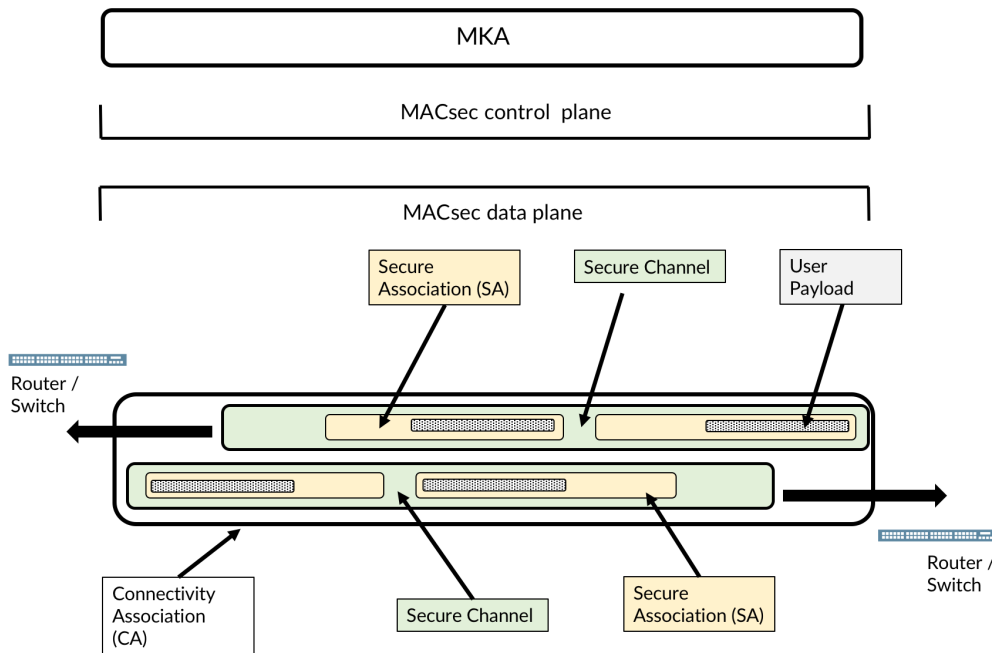 MKA
MACsec control plane
MACsec data plane
Secure
Association (SA)
Secure Channel
User
Payload
Router /
Switch
Router /
Switch
Connectivity
Association
(CA)
Secure Channel
Secure
Association (SA)